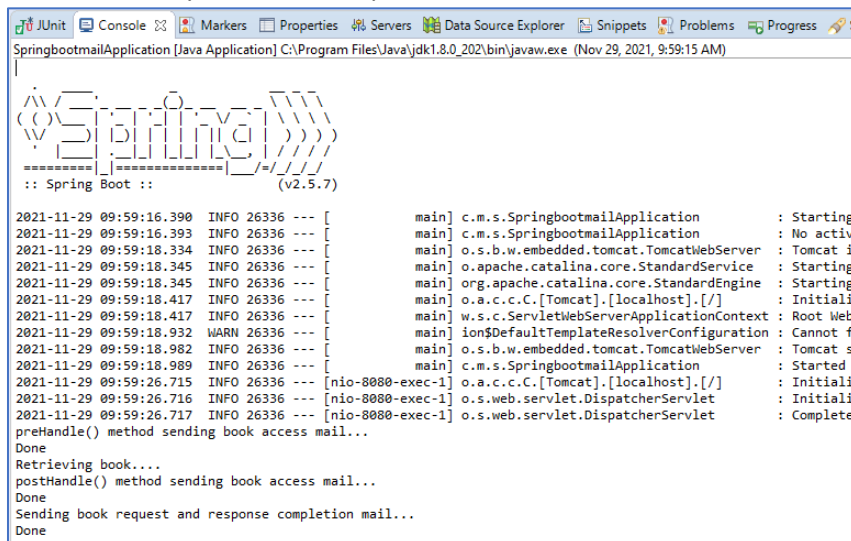 JUnit Console Markers Properties Servers Data Source Explorer Snippets Problems Progress
SpringbootmailApplication [Java Application] C:\Program Files\Java\jdk1.8.0_202\bin\javaw.exe (Nov 29, 2021, 9:59:15 AM)
Spring
:: Spring Boot :: (v2.5.7)
2021-11-29 09:59:16.390 INFO 26336 --- [ main] c.m.s.SpringbootmailApplication : Starting
2021-11-29 09:59:16.393 INFO 26336 --- [ main] c.m.s.SpringbootmailApplication : No activ
2021-11-29 09:59:18.334 INFO 26336 --- [ main] o.s.b.w.embedded.tomcat.TomcatWebServer : Tomcat i
2021-11-29 09:59:18.345 INFO 26336 --- [ main] o.apache.catalina.core.StandardService : Starting
2021-11-29 09:59:18.345 INFO 26336 --- [ main] org.apache.catalina.core.StandardEngine : Starting
2021-11-29 09:59:18.417 INFO 26336 --- [ main] o.a.c.c.C.[Tomcat].[localhost].[/] : Initiali
2021-11-29 09:59:18.417 INFO 26336 --- [ main] w.s.c.ServletWebServerApplicationContext : Root Web
2021-11-29 09:59:18.932 WARN 26336 --- [ main] ion$DefaultTemplateResolverConfiguration : Cannot f
2021-11-29 09:59:18.982 INFO 26336 --- [ main] o.s.b.w.embedded.tomcat.TomcatWebServer : Tomcat s
2021-11-29 09:59:18.989 INFO 26336 --- [ main] c.m.s.SpringbootmailApplication : Started
2021-11-29 09:59:26.715 INFO 26336 --- [nio-8080-exec-1] o.a.c.c.C.[Tomcat].[localhost].[/] : Initiali
2021-11-29 09:59:26.716 INFO 26336 --- [nio-8080-exec-1] o.s.web.servlet.DispatcherServlet : Initiali
2021-11-29 09:59:26.717 INFO 26336 --- [nio-8080-exec-1] o.s.web.servlet.DispatcherServlet : Complete
preHandle() method sending book access mail...
Done
Retrieving book....
postHandle() method sending book access mail...
Done
Sending book request and response completion mail...
Done